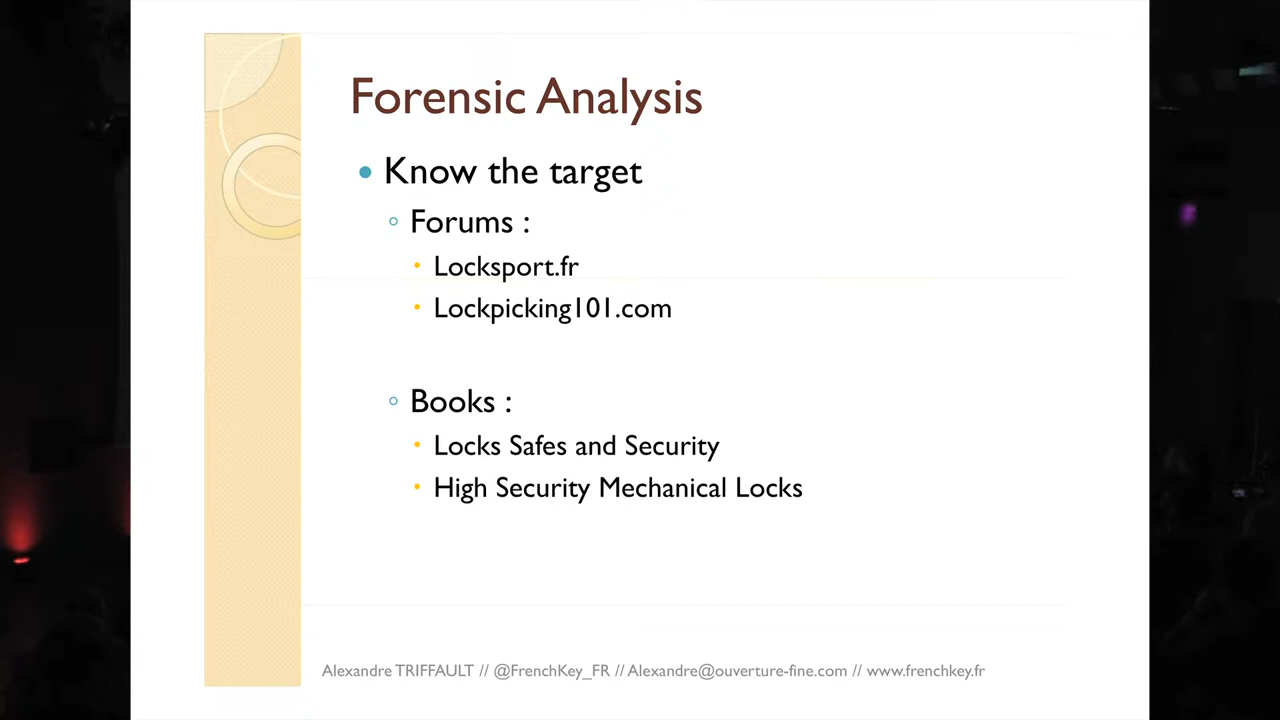 Forensic Analysis
Know the target
Forums :
Locksport.fr
Lockpicking101.com
Books :
Locks Safes and Security
High Security Mechanical Locks
Alexandre TRIFFAULT // @FrenchKey_FR // Alexandre@ouverture-fine.com // www.frenchkey.fr